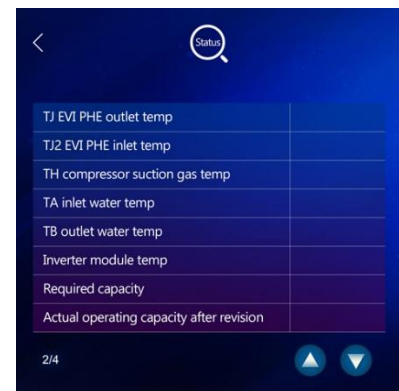 Status
TJ EVI PHE outlet temp
TJ2 EVI PHE inlet temp
TH compressor suction gas temp
TA inlet water temp
TB outlet water temp
Inverter module temp
Required capacity
Actual operating capacity after revision
2/4